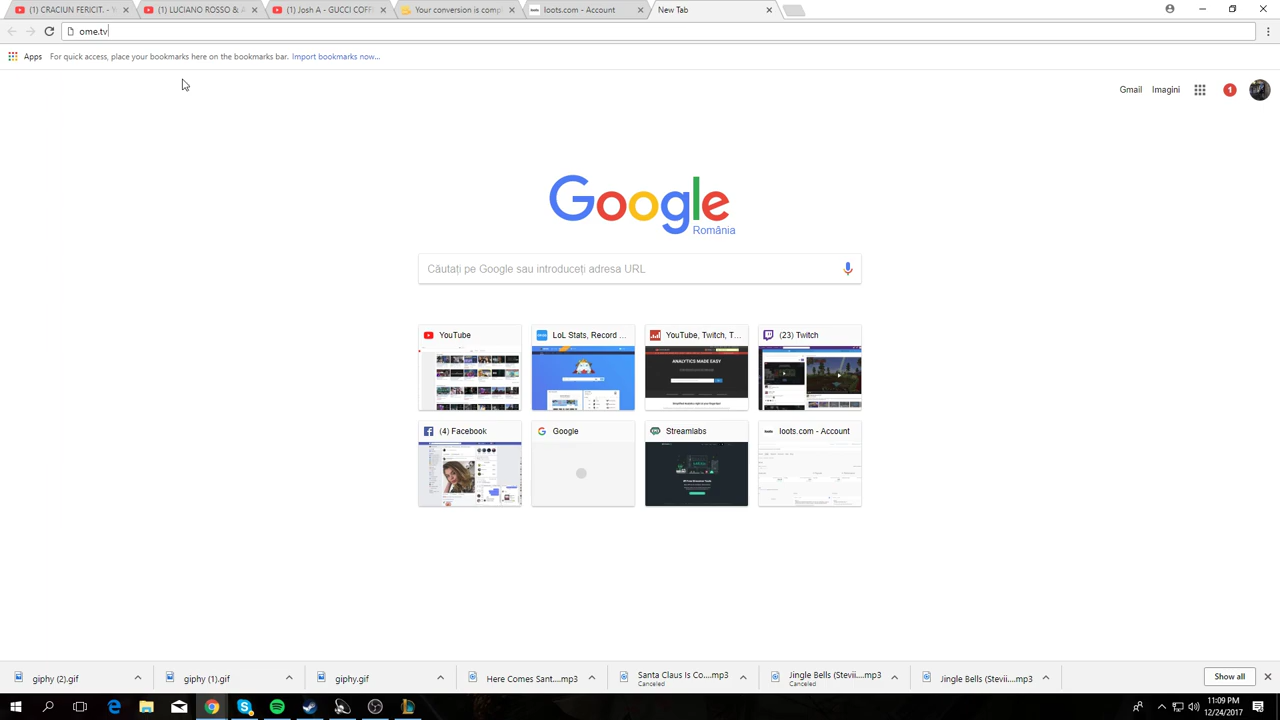 (1) CRACIUN FERICIT. - Y
(1) LUCIANO ROSSO & A
(1) Josh A - GUCCI COFF
Your conversion is comp
loots.com - Account
New Tab
ome.tv
Apps
For quick access, place your bookmarks here on the bookmarks bar. Import bookmarks now...
Gmail
Imagini
1
Google
România
Căutați pe Google sau introduceți adresa URL
YouTube
LoL Stats, Record ...
YouTube, Twitch, T...
(23) Twitch
ANALYTICS MADE EASY
(4) Facebook
Google
Streamlabs
loots.com - Account
giphy (2).gif
giphy (1).gif
giphy.gif
Here Comes Sant....mp3
Santa Claus Is Co....mp3
Canceled
Jingle Bells (Stevii....mp3
Canceled
Jingle Bells (Stevii....mp3
Show all
11:09 PM
12/24/2017